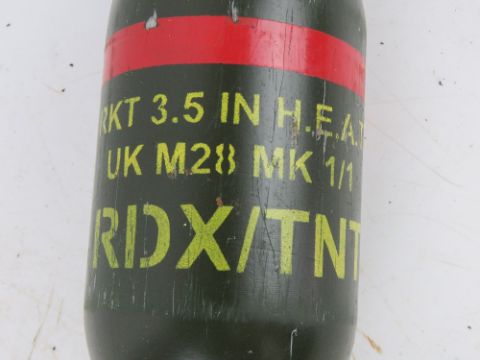 RKT 3.5 IN H.E.A.T
UK M28 MK 1/1
RDX/TNT